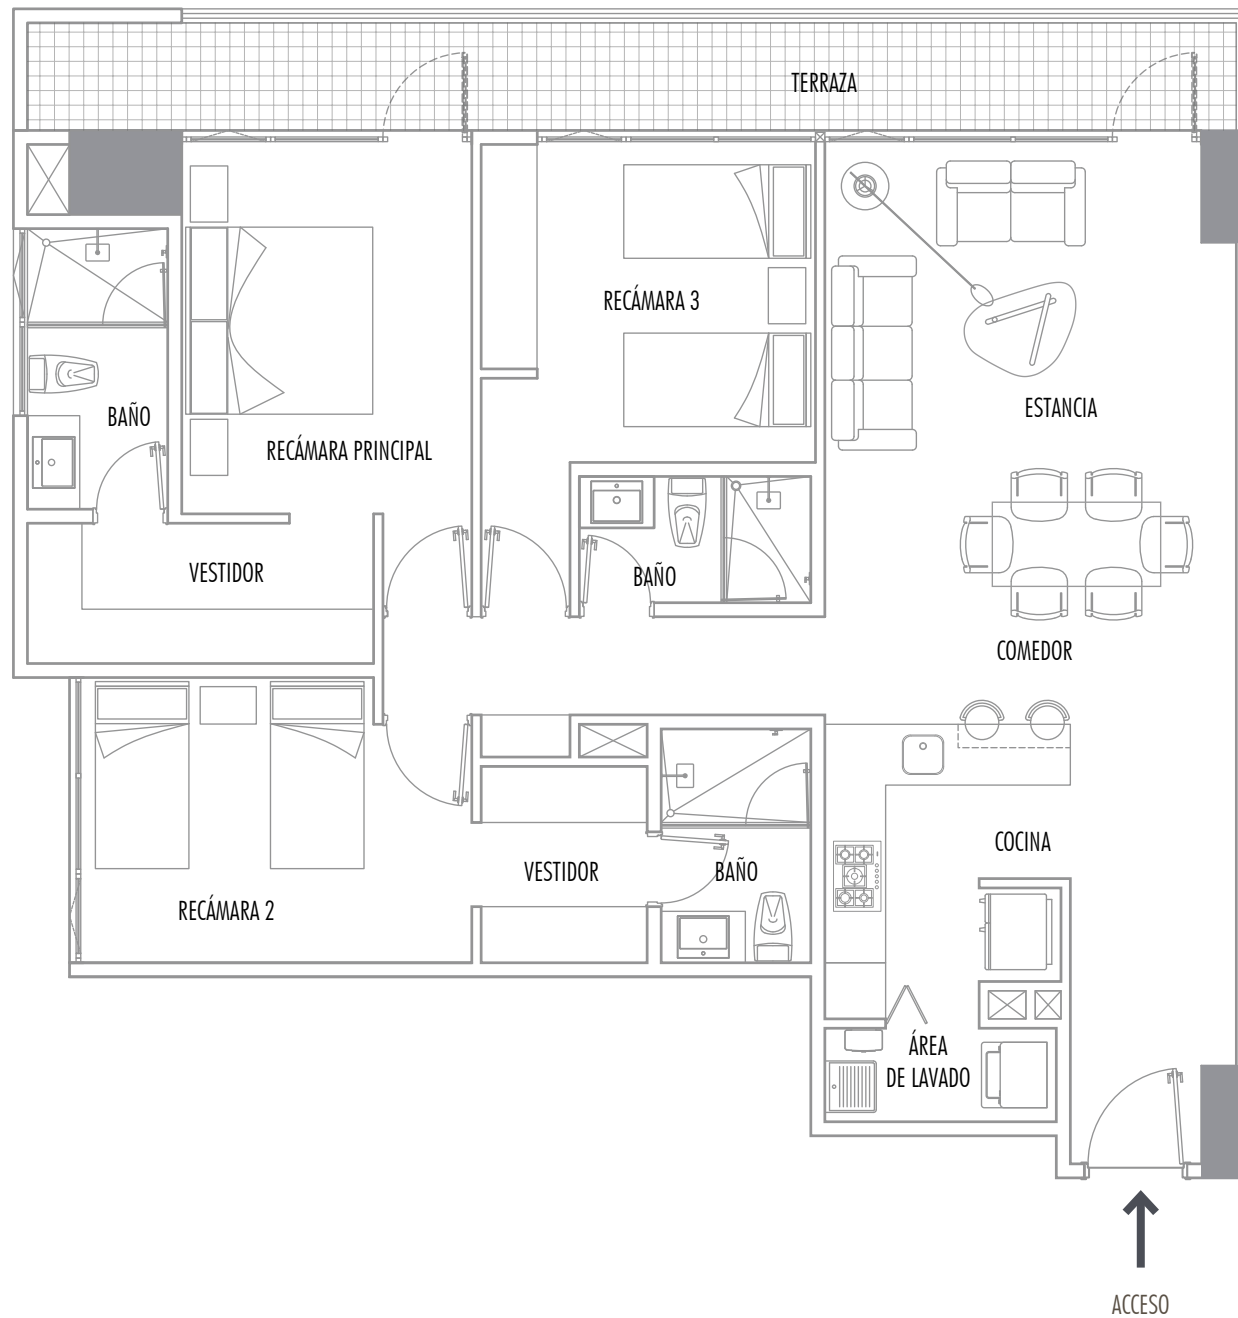 TERRAZA
RECÁMARA 3
ESTANCIA
BAÑO
RECÁMARA PRINCIPAL
VESTIDOR
BAÑO
COMEDOR
COCINA
VESTIDOR
BAÑO
RECÁMARA 2
ÁREA
DE LAVADO
ACCESO